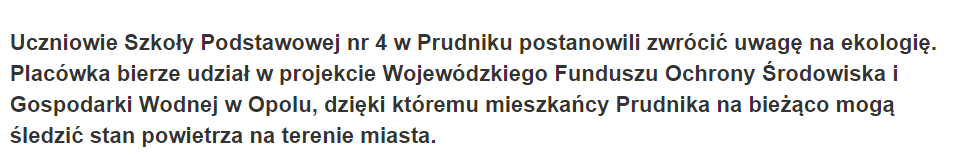 Uczniowie Szkoły Podstawowej nr 4 w Prudniku postanowili zwrócić uwagę na ekologię.
Placówka bierze udział w projekcie Wojewódzkiego Funduszu Ochrony Środowiska i
Gospodarki Wodnej w Opolu, dzięki któremu mieszkańcy Prudnika na bieżąco mogą
śledzić stan powietrza na terenie miasta.